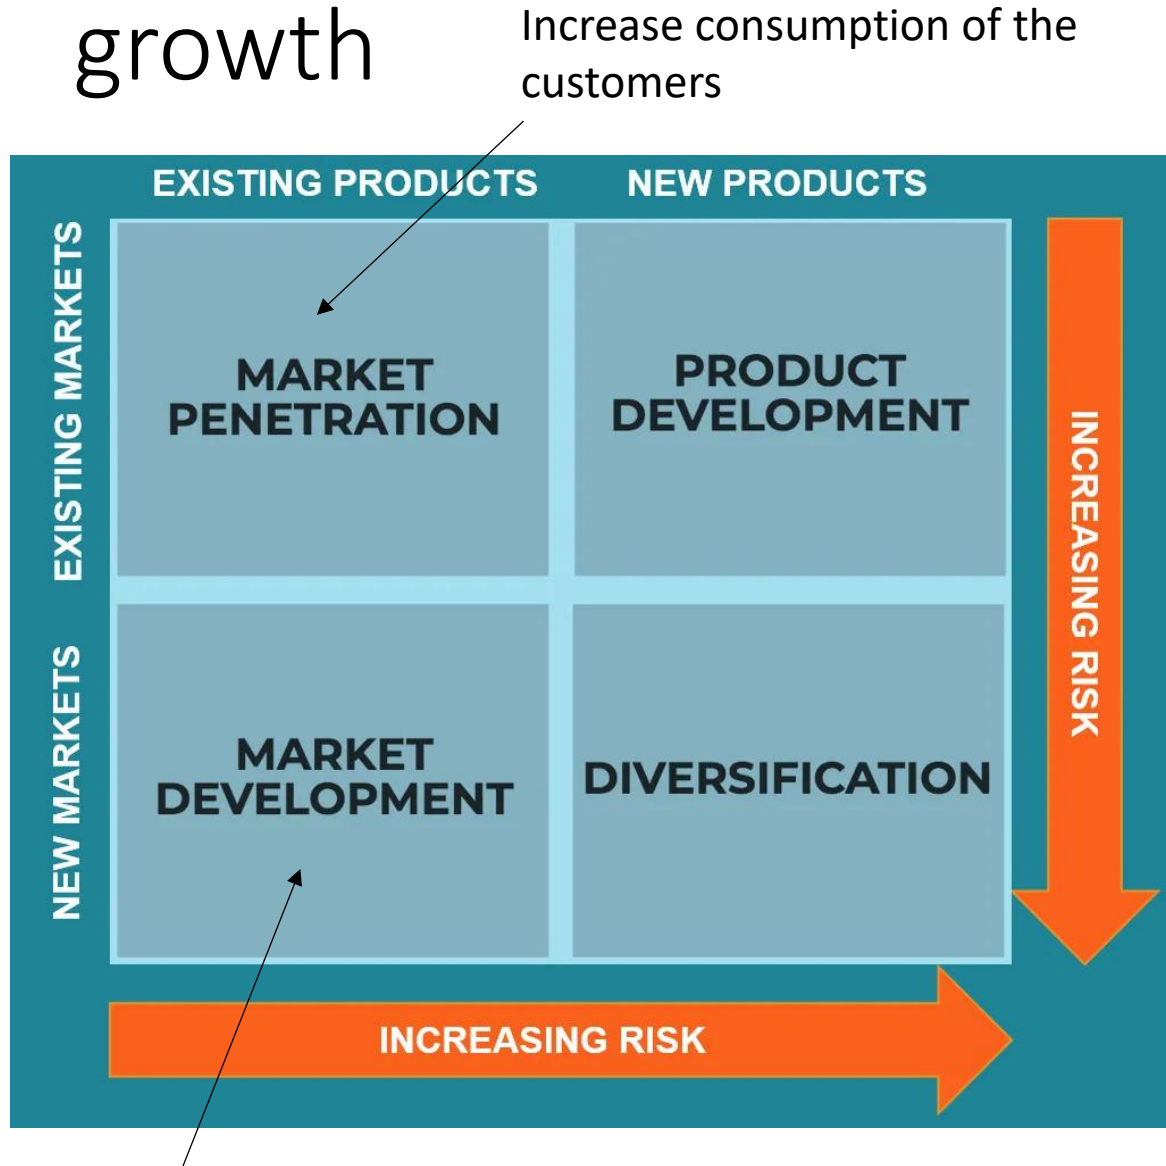 growth
Increase consumption of the
customers
EXISTING PRODUCTS
NEW PRODUCTS
EXISTING MARKETS
MARKET
PENETRATION
PRODUCT
DEVELOPMENT
NEW MARKETS
MARKET
DEVELOPMENT
DIVERSIFICATION
INCREASING RISK
INCREASING RISK